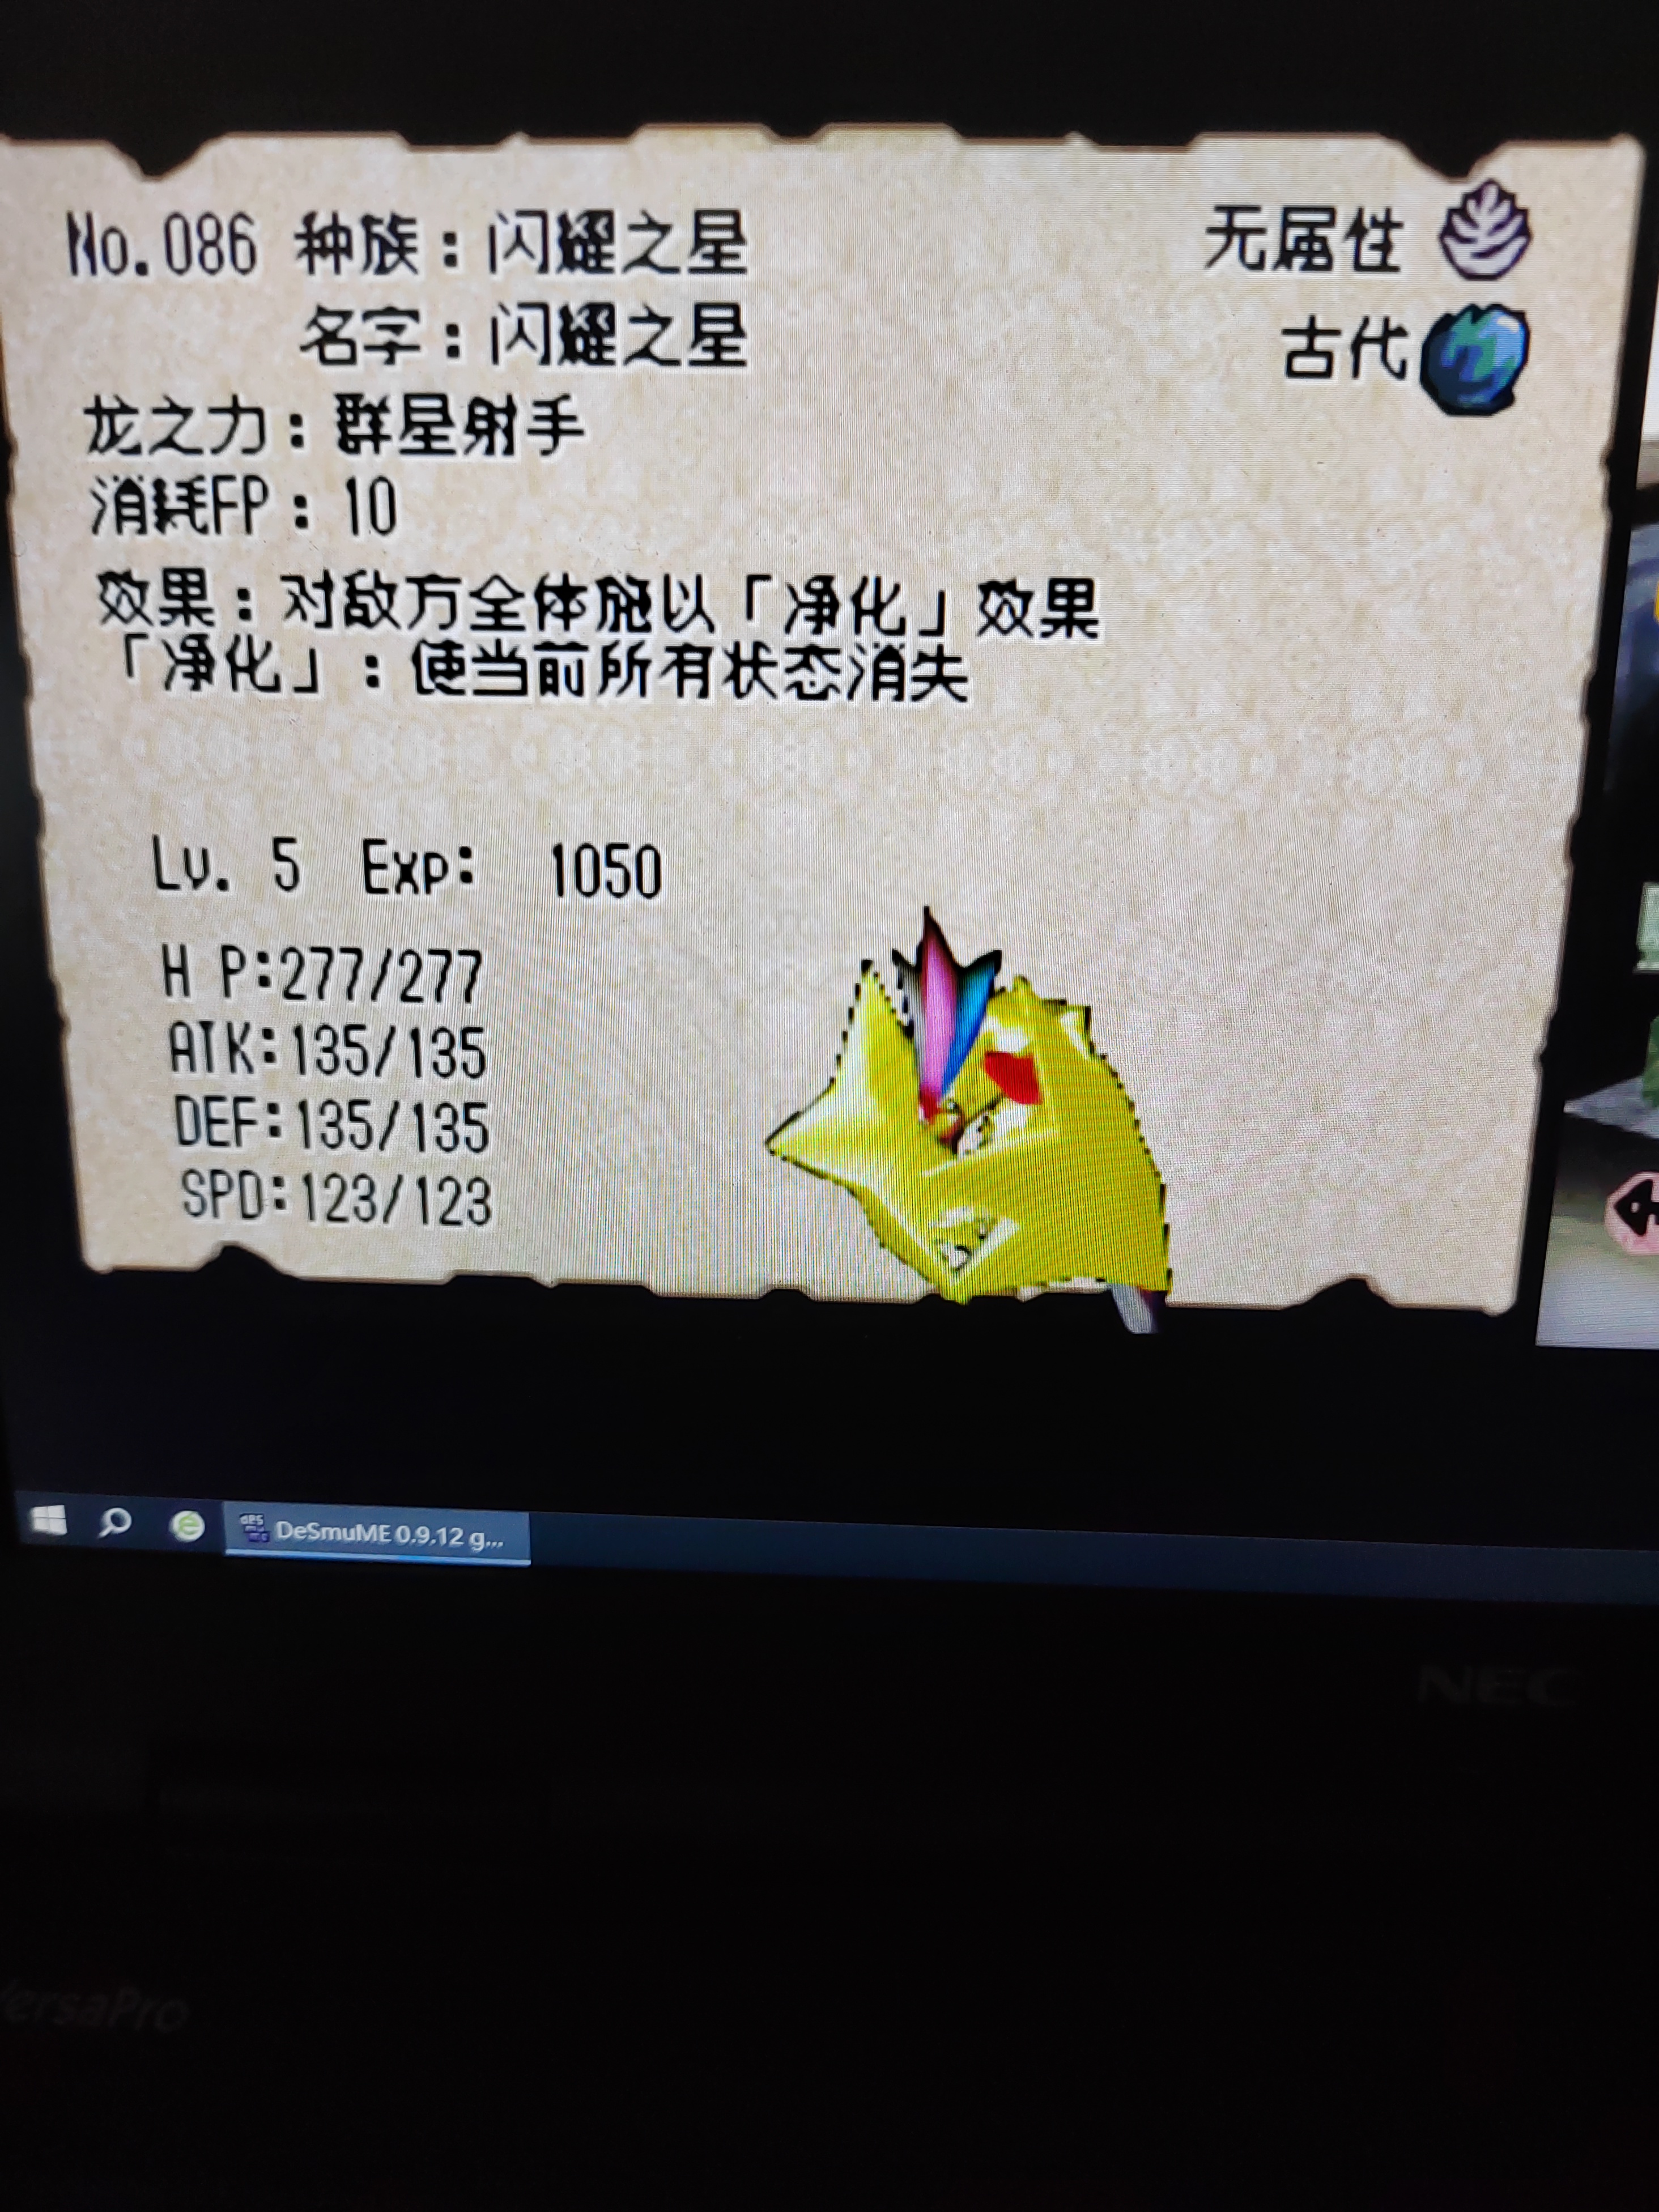 No.086 种族：闪耀之星
无属性
名字：闪耀之星
古代
龙之力：群星射手
消耗FP：10
效果：对敌方全体施以「净化」效果
「净化」：使当前所有状态消失
Lv. 5 Exp: 1050
H P:277/277
ATK:135/135
DEF:135/135
SPD:123/123
DeSmuME 0.9.12 g...
NEC
VersaPro